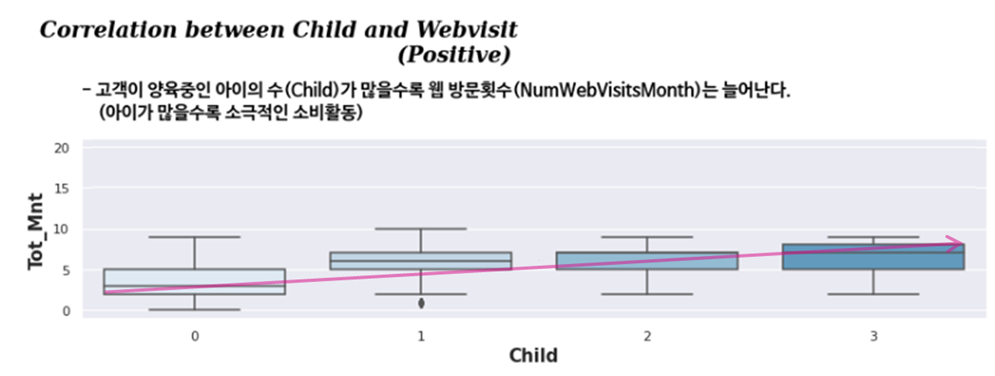 Correlation between Child and Webvisit
(Positive)
- 고객이 양육중인 아이의 수(Child)가 많을수록 웹 방문횟수(NumWebVisitsMonth)는 늘어난다.
(아이가 많을수록 소극적인 소비활동)
20
15
10
5
0
Tot_Mnt
0 1 2 3
Child